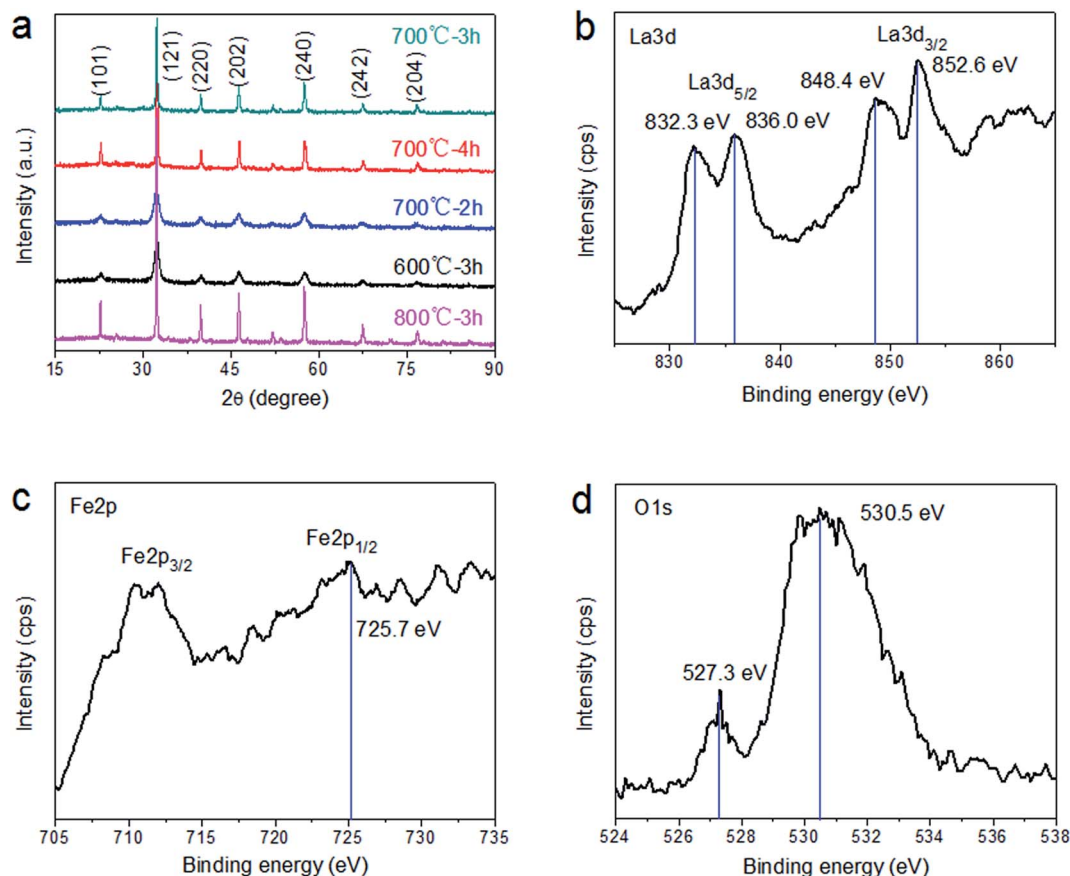 a
700℃-3h
(101)
(121)
(220)
(202)
(240)
(242)
(204)
700℃-4h
700℃-2h
600℃-3h
800℃-3h
Intensity (a.u.)
15 30 45 60 75 90
2θ (degree)
b
La3d
La3d3/2
852.6 eV
848.4 eV
La3d5/2
832.3 eV
836.0 eV
Intensity (cps)
830 840 850 860
Binding energy (eV)
c
Fe2p
Fe2p3/2
Fe2p1/2
725.7 eV
Intensity (cps)
705 710 715 720 725 730 735
Binding energy (eV)
d
O1s
530.5 eV
527.3 eV
Intensity (cps)
524 526 528 530 532 534 536 538
Binding energy (eV)